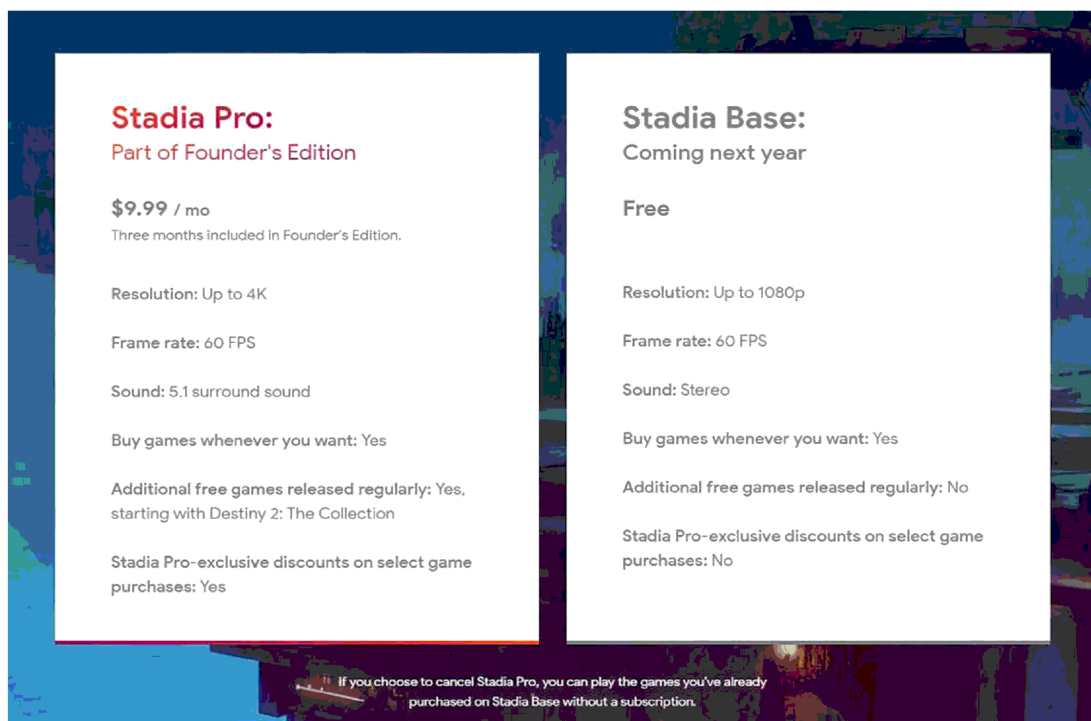 Stadia Pro:
Part of Founder's Edition
$9.99 / mo
Three months included in Founder's Edition.
Resolution: Up to 4K
Frame rate: 60 FPS
Sound: 5.1 surround sound
Buy games whenever you want: Yes
Additional free games released regularly: Yes,
starting with Destiny 2: The Collection
Stadia Pro-exclusive discounts on select game
purchases: Yes
Stadia Base:
Coming next year
Free
Resolution: Up to 1080p
Frame rate: 60 FPS
Sound: Stereo
Buy games whenever you want: Yes
Additional free games released regularly: No
Stadia Pro-exclusive discounts on select game
purchases: No
If you choose to cancel Stadia Pro, you can play the games you've already
purchased on Stadia Base without a subscription.